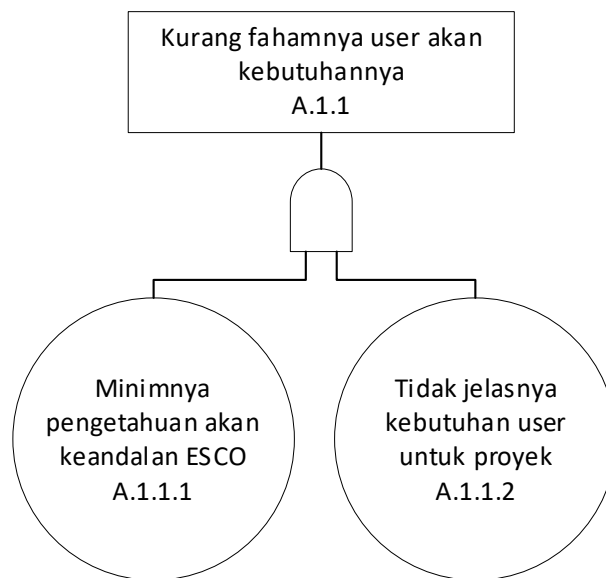 Kurang fahamnya user akan
kebutuhannya
A.1.1
Minimnya
pengetahuan akan
keandalan ESCO
A.1.1.1
Tidak jelasnya
kebutuhan user
untuk proyek
A.1.1.2